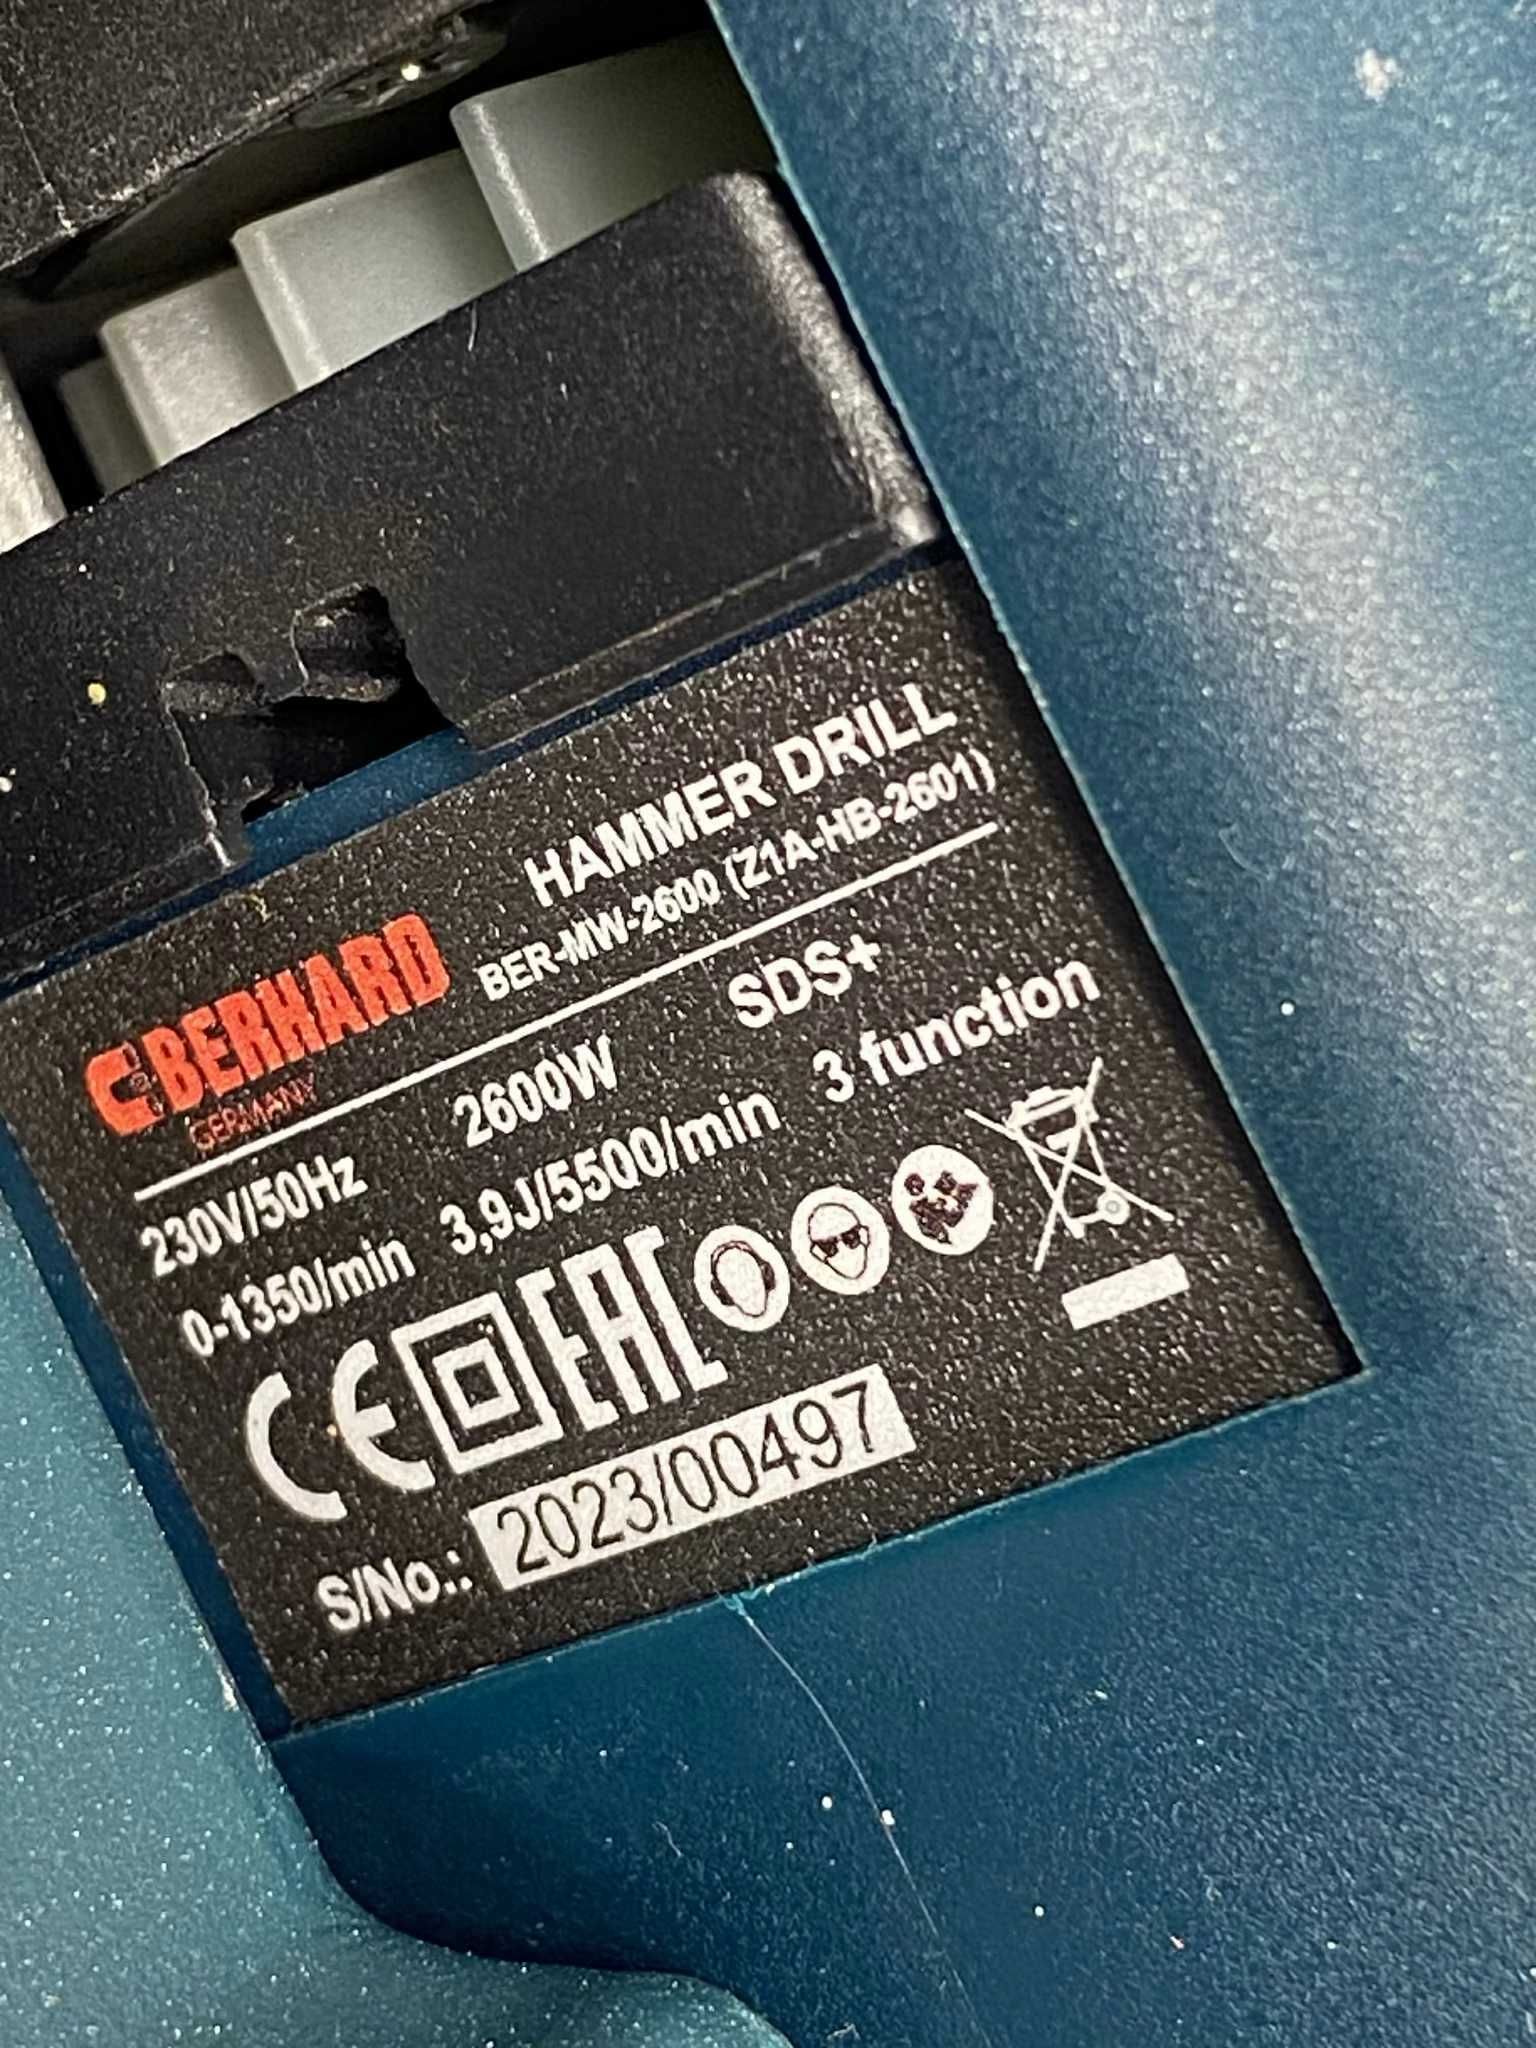 HAMMER DRILL
BERHARD
GERMANY
BER-MW-2600 (Z1A-HB-2601)
230V/50Hz 2600W SDS+
0-1350/min 3,9J/5500/min 3 function
CE EAC
S/No.: 2023/00497